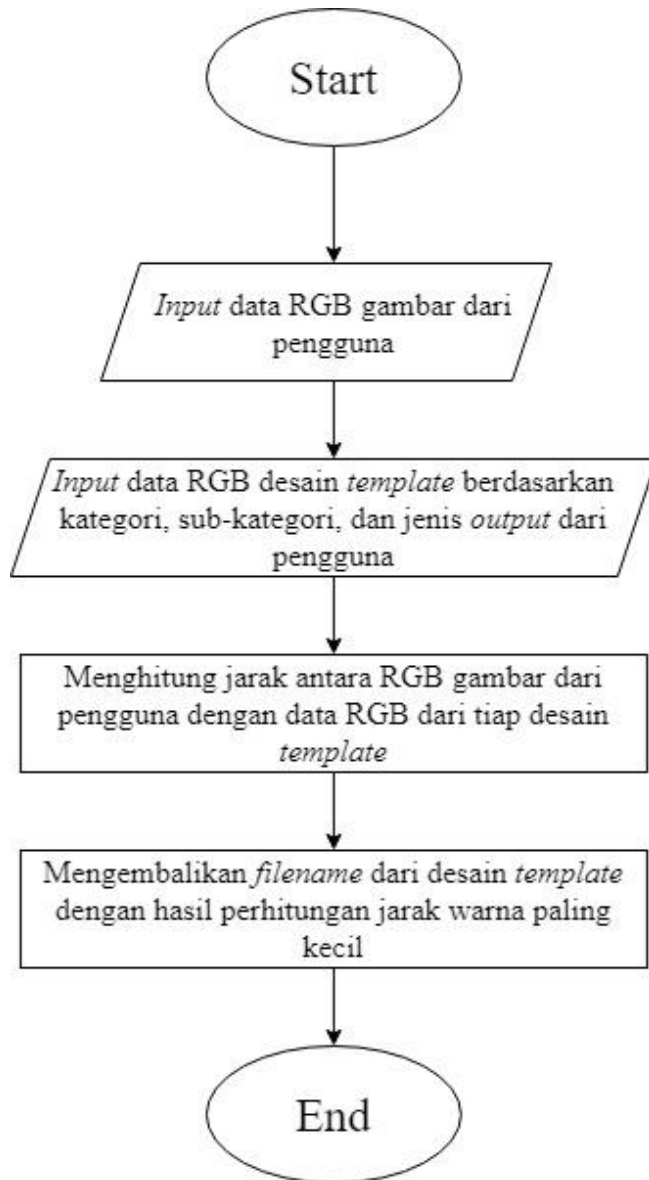 Start
Input data RGB gambar dari
pengguna
Input data RGB desain template berdasarkan
kategori, sub-kategori, dan jenis output dari
pengguna
Menghitung jarak antara RGB gambar dari
pengguna dengan data RGB dari tiap desain
template
Mengembalikan filename dari desain template
dengan hasil perhitungan jarak warna paling
kecil
End